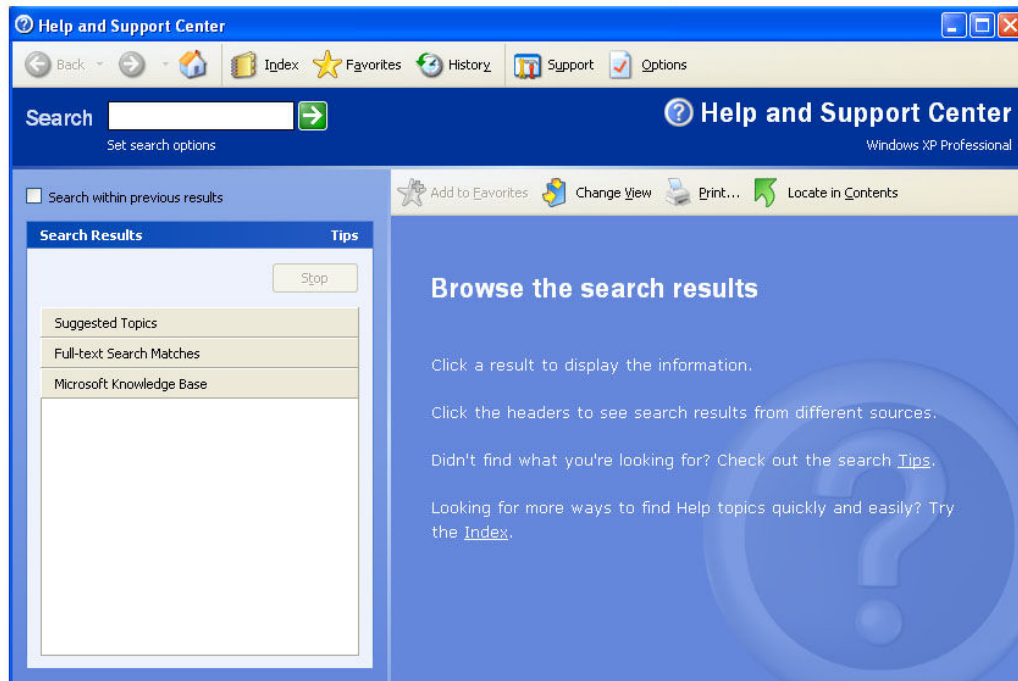 Help and Support Center
Back Index Favorites History Support Options
Search
Set search options
Help and Support Center
Windows XP Professional
Search within previous results
Search Results Tips
Stop
Suggested Topics
Full-text Search Matches
Microsoft Knowledge Base
Add to Favorites Change View Print... Locate in Contents
Browse the search results
Click a result to display the information.
Click the headers to see search results from different sources.
Didn't find what you're looking for? Check out the search Tips.
Looking for more ways to find Help topics quickly and easily? Try
the Index.